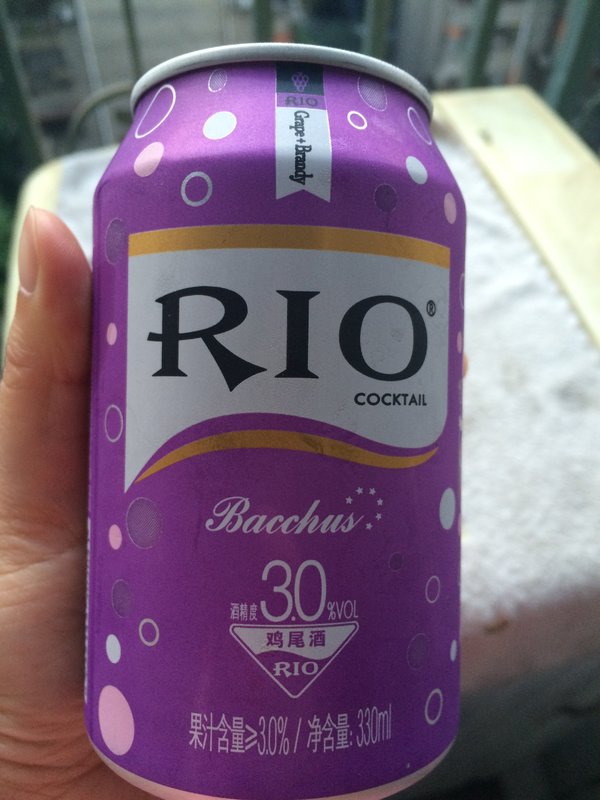 RIO
Grape+Brandy
RIO®
COCKTAIL
Bacchus
酒精度3.0%VOL
鸡尾酒
RIO
果汁含量≥3.0% / 净含量: 330ml